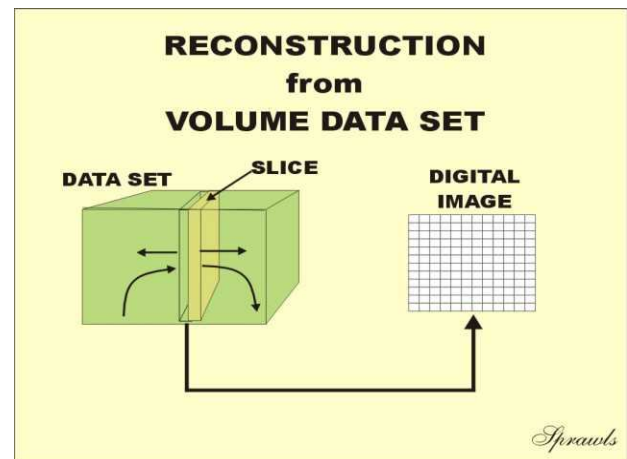 RECONSTRUCTION
from
VOLUME DATA SET
DATA SET
SLICE
DIGITAL
IMAGE
Sprawls